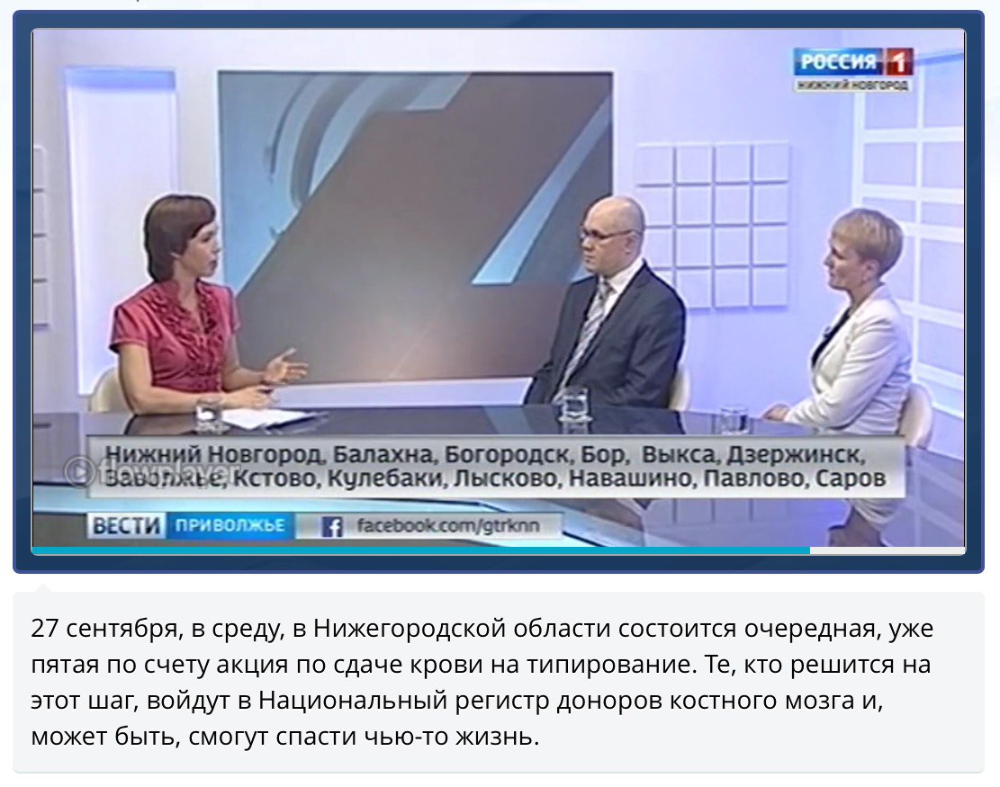 РОССИЯ 1
НИЖНИЙ НОВГОРОД
Нижний Новгород, Балахна, Богородск, Бор, Выкса, Дзержинск,
Заволжье, Кстово, Кулебаки, Лысково, Навашино, Павлово, Саров
flowplayer
ВЕСТИ ПРИВОЛЖЬЕ facebook.com/gtrknn
27 сентября, в среду, в Нижегородской области состоится очередная, уже
пятая по счету акция по сдаче крови на типирование. Те, кто решится на
этот шаг, войдут в Национальный регистр доноров костного мозга и,
может быть, смогут спасти чью-то жизнь.